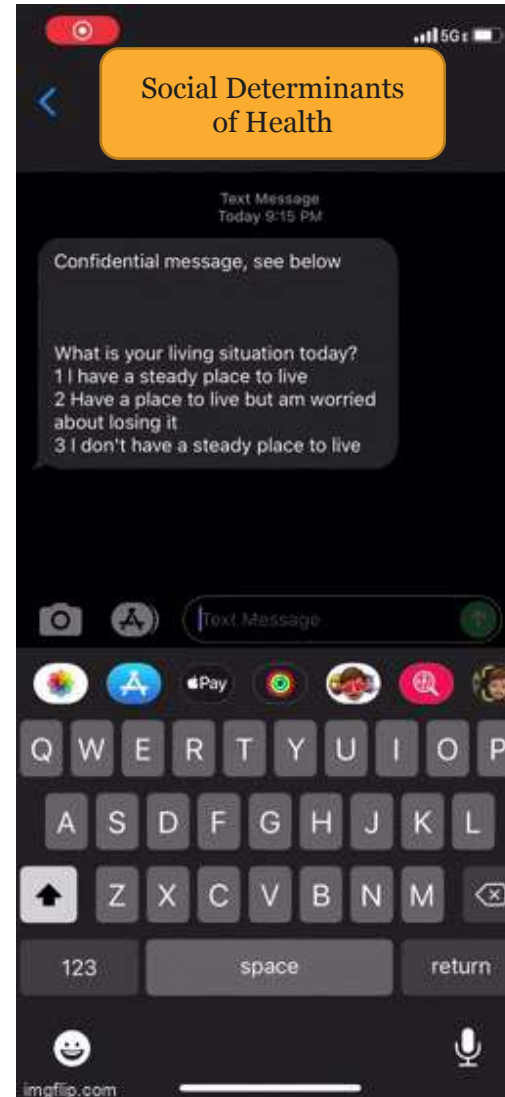 5G
Social Determinants
of Health
Text Message
Today 9:15 PM
Confidential message, see below
What is your living situation today?
1 I have a steady place to live
2 Have a place to live but am worried
about losing it
3 I don't have a steady place to live
Text Message
Pay
Q W E R T Y U I O P
A S D F G H J K L
Z X C V B N M
123 space return
imgflip.com